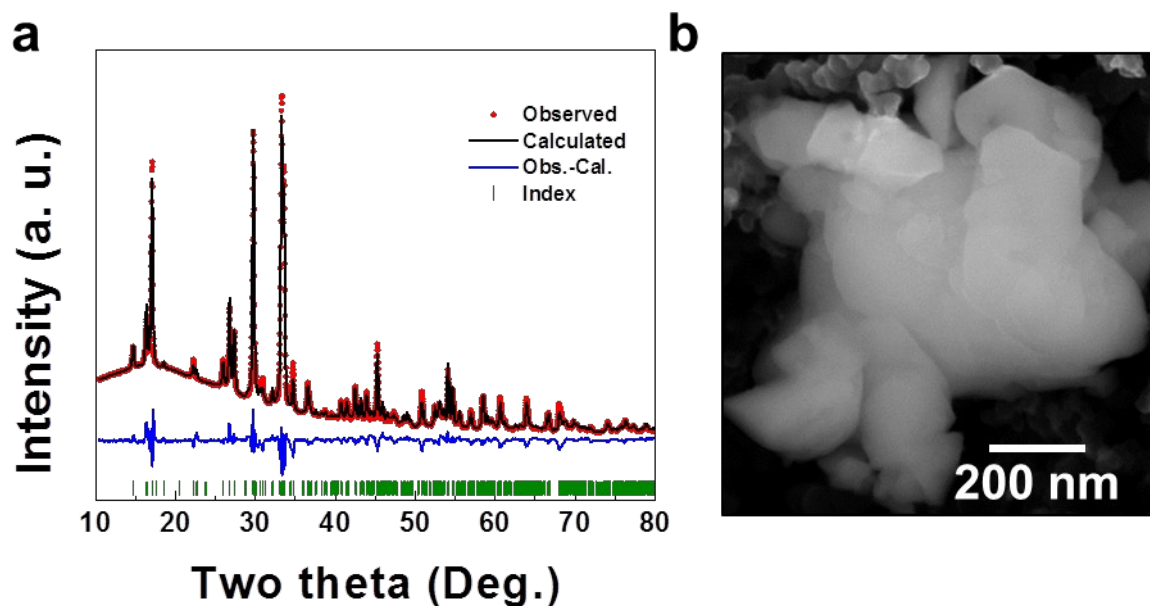 a
b
Observed
Calculated
Obs.-Cal.
Index
Intensity (a. u.)
10 20 30 40 50 60 70 80
Two theta (Deg.)
200 nm